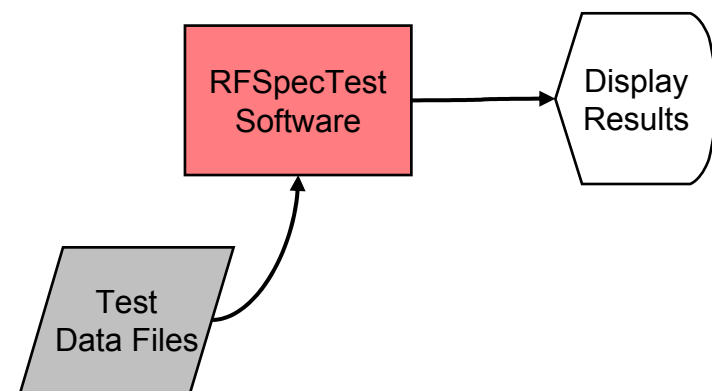 RFSpecTest
Software
Display
Results
Test
Data Files